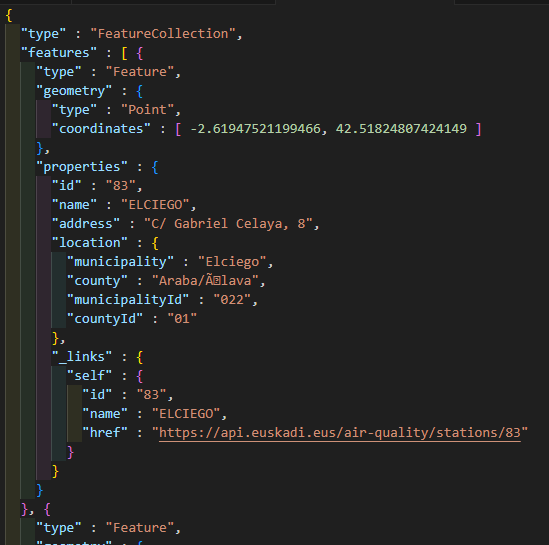 {
"type" : "FeatureCollection",
"features" : [ {
"type" : "Feature",
"geometry" : {
"type" : "Point",
"coordinates" : [ -2.61947521199466, 42.51824807424149 ]
},
"properties" : {
"id" : "83",
"name" : "ELCIEGO",
"address" : "C/ Gabriel Celaya, 8",
"location" : {
"municipality" : "Elciego",
"county" : "Araba/Ã�lava",
"municipalityId" : "022",
"countyId" : "01"
},
"_links" : {
"self" : {
"id" : "83",
"name" : "ELCIEGO",
"href" : "https://api.euskadi.eus/air-quality/stations/83"
}
}
}
}, {
"type" : "Feature",